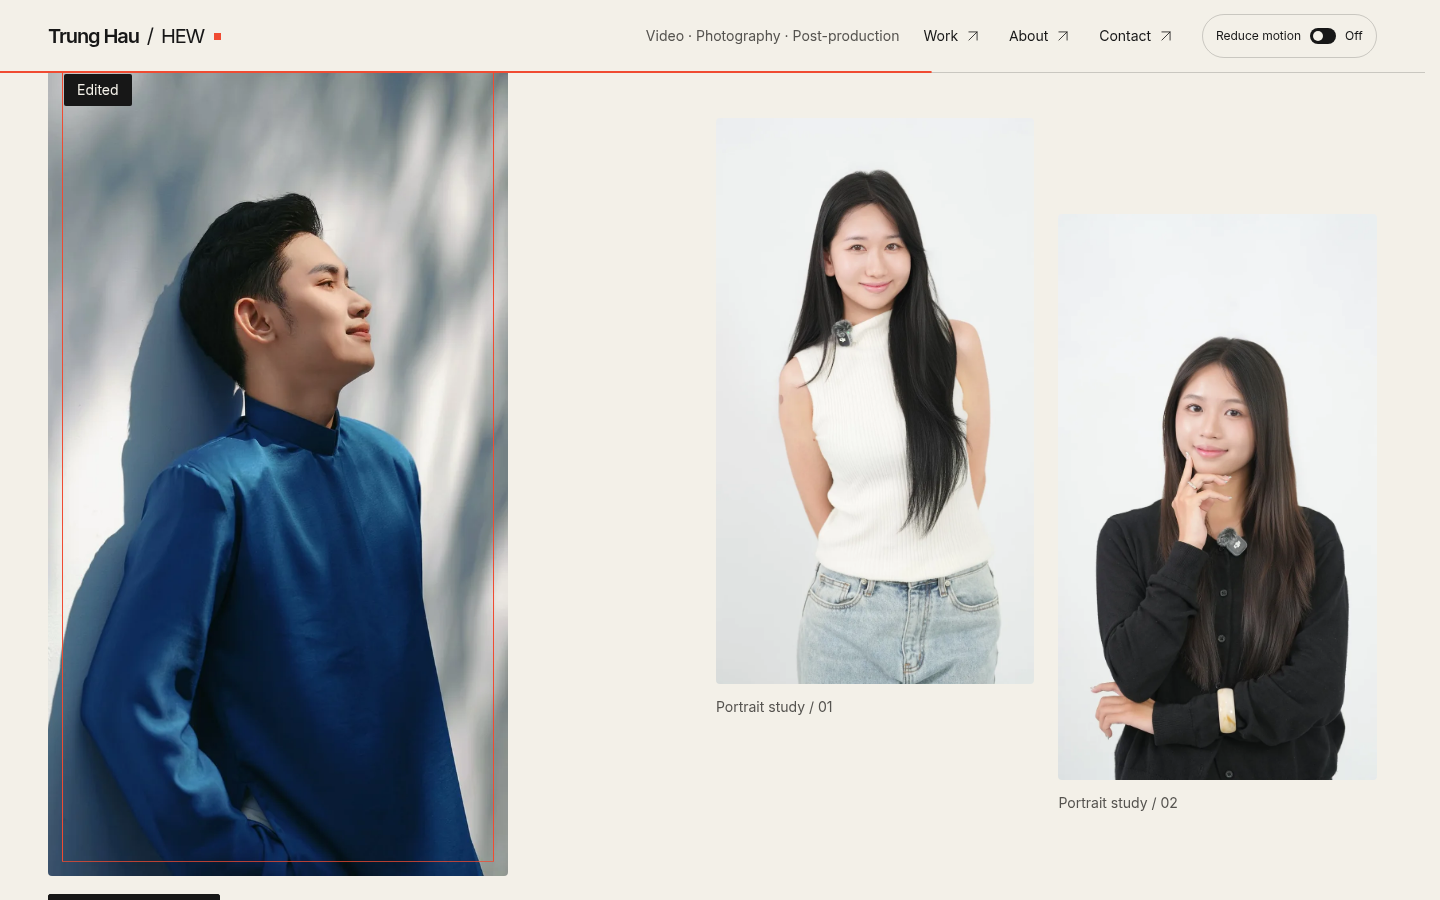 Trung Hau / HEW
Video · Photography · Post-production
Work
About
Contact
Reduce motion
Off
Edited
Portrait study / 01
Portrait study / 02